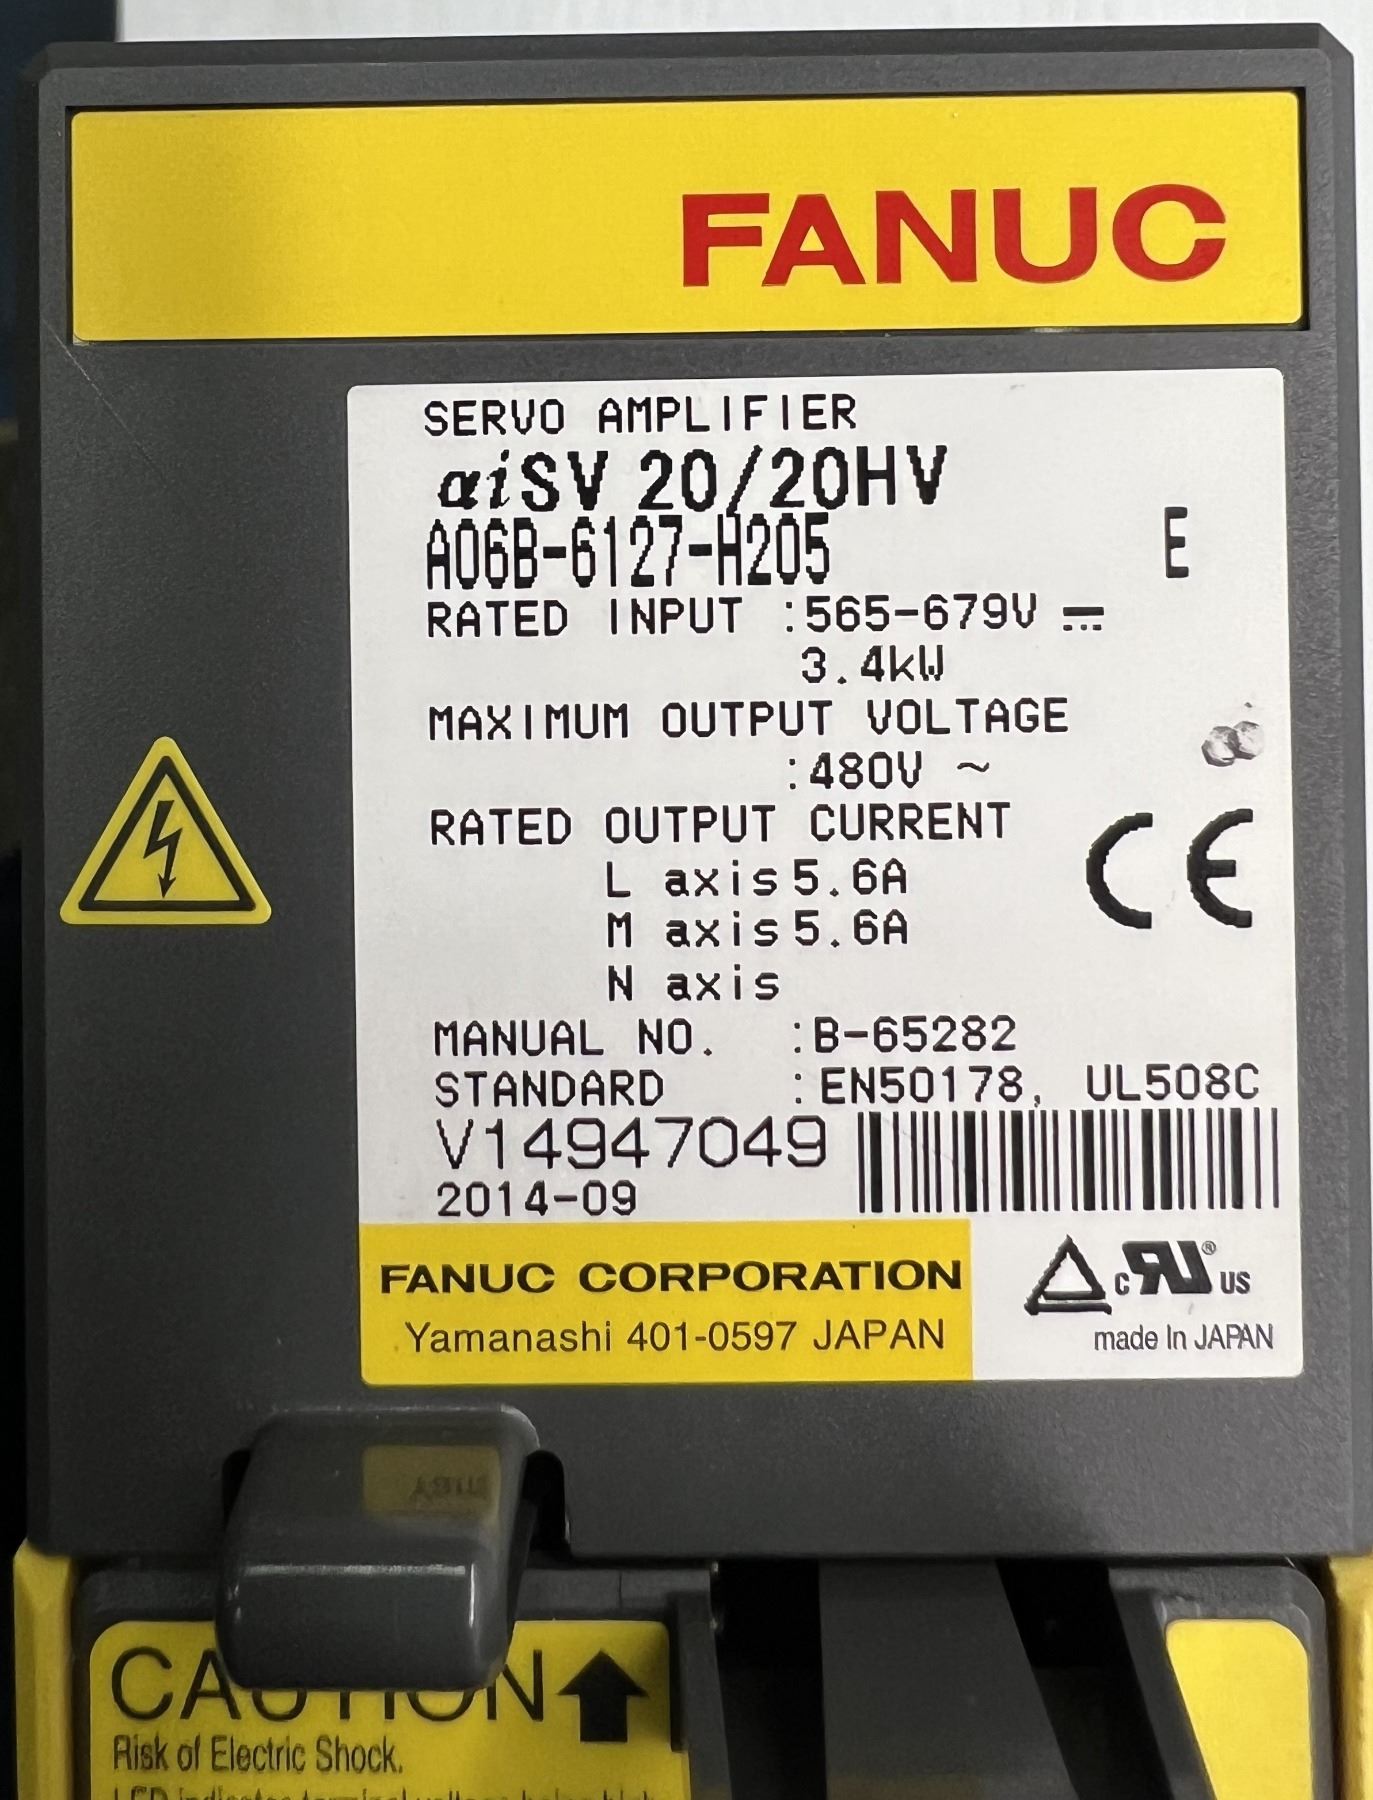 FANUC
SERVO AMPLIFIER
αiSV 20/20HV
A06B-6127-H205 E
RATED INPUT :565-679V ⎓
3.4kW
MAXIMUM OUTPUT VOLTAGE
:480V ~
RATED OUTPUT CURRENT
L axis 5.6A
M axis 5.6A
N axis
CE
MANUAL NO. :B-65282
STANDARD :EN50178, UL508C
V14947049
2014-09
FANUC CORPORATION
Yamanashi 401-0597 JAPAN
c RU ® US
made In JAPAN
CAUTION
Risk of Electric Shock.